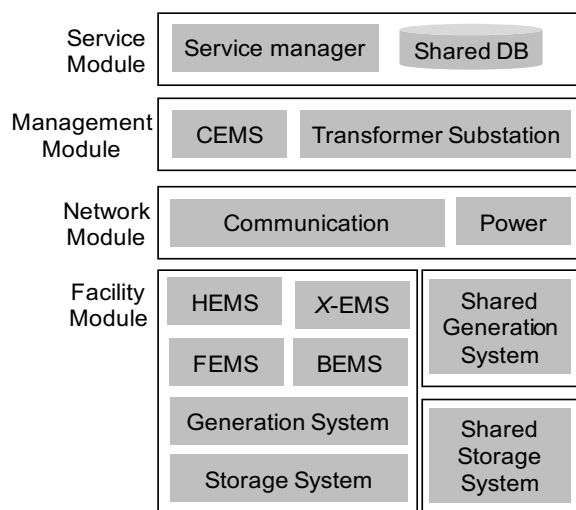 Service
Module
Service manager
Shared DB
Management
Module
CEMS
Transformer Substation
Network
Module
Communication
Power
Facility
Module
HEMS
X-EMS
FEMS
BEMS
Generation System
Storage System
Shared
Generation
System
Shared
Storage
System